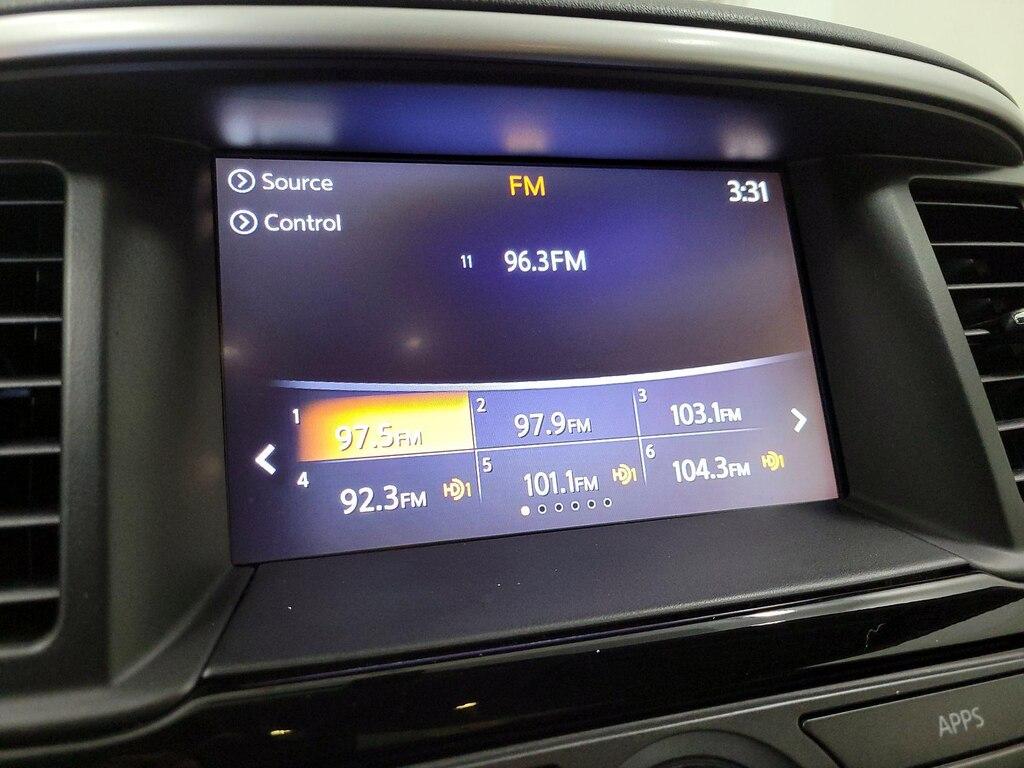 Source FM 3:31
Control
11 96.3FM
1 97.5FM 2 97.9FM 3 103.1FM
4 92.3FM HD1 5 101.1FM HD1 6 104.3FM HD1
APPS